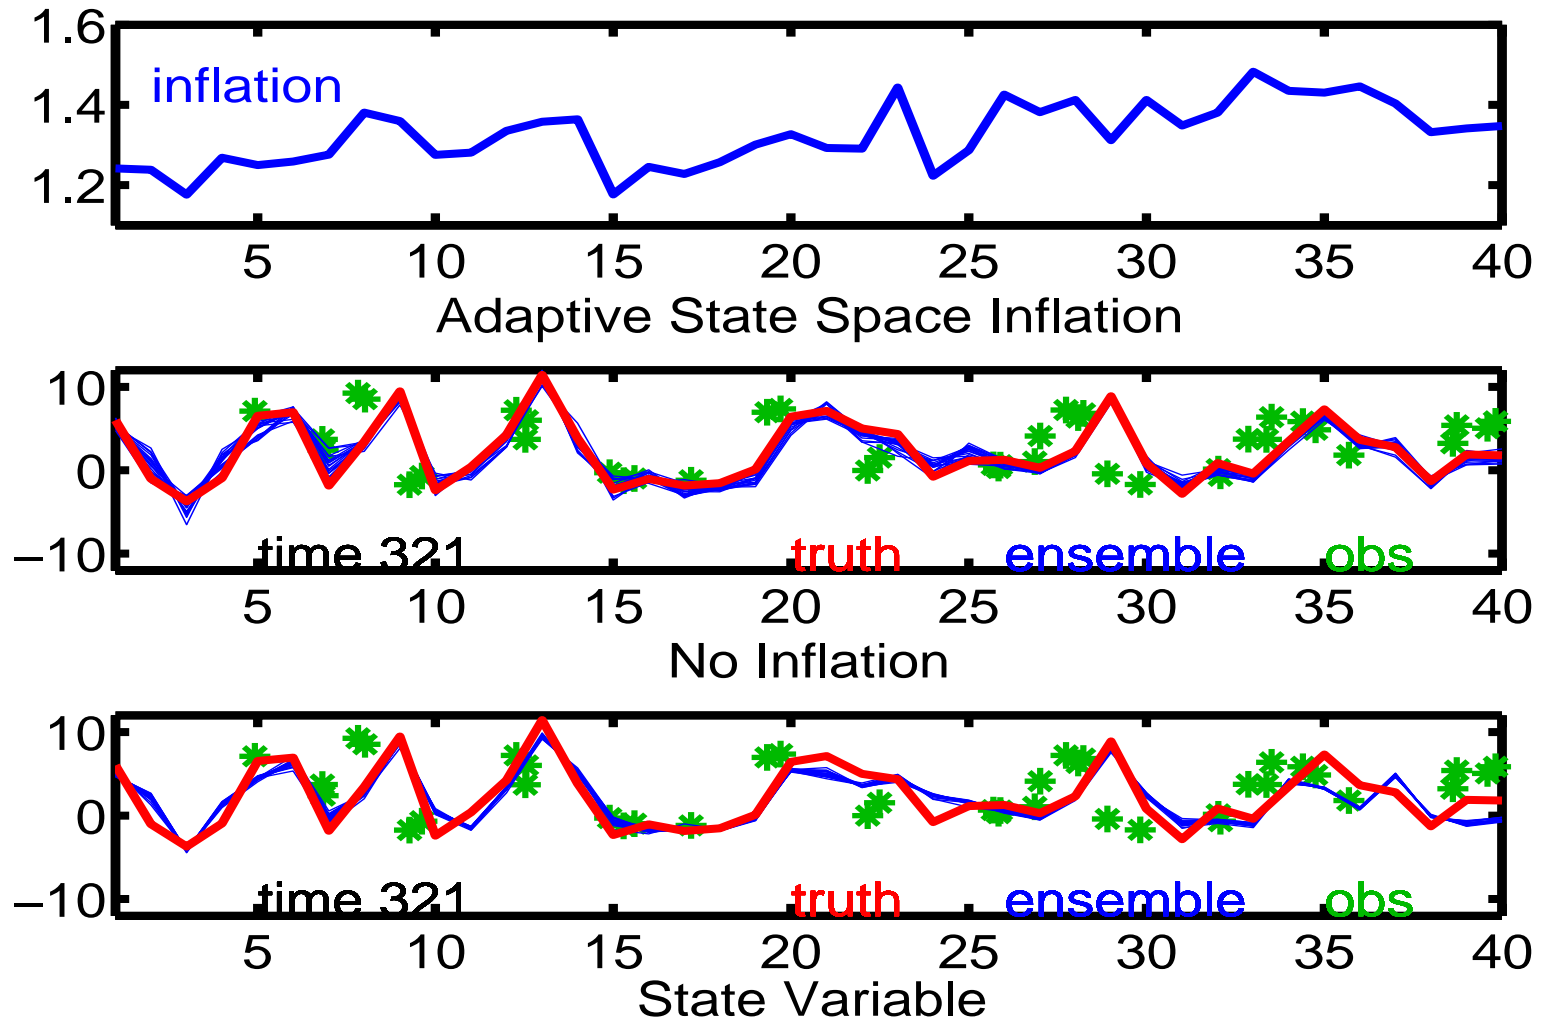 1.6
inflation
1.4
1.2
5 10 15 20 25 30 35 40
Adaptive State Space Inflation
10
0
−10
time 321 truth ensemble obs
5 10 15 20 25 30 35 40
No Inflation
10
0
−10
time 321 truth ensemble obs
5 10 15 20 25 30 35 40
State Variable